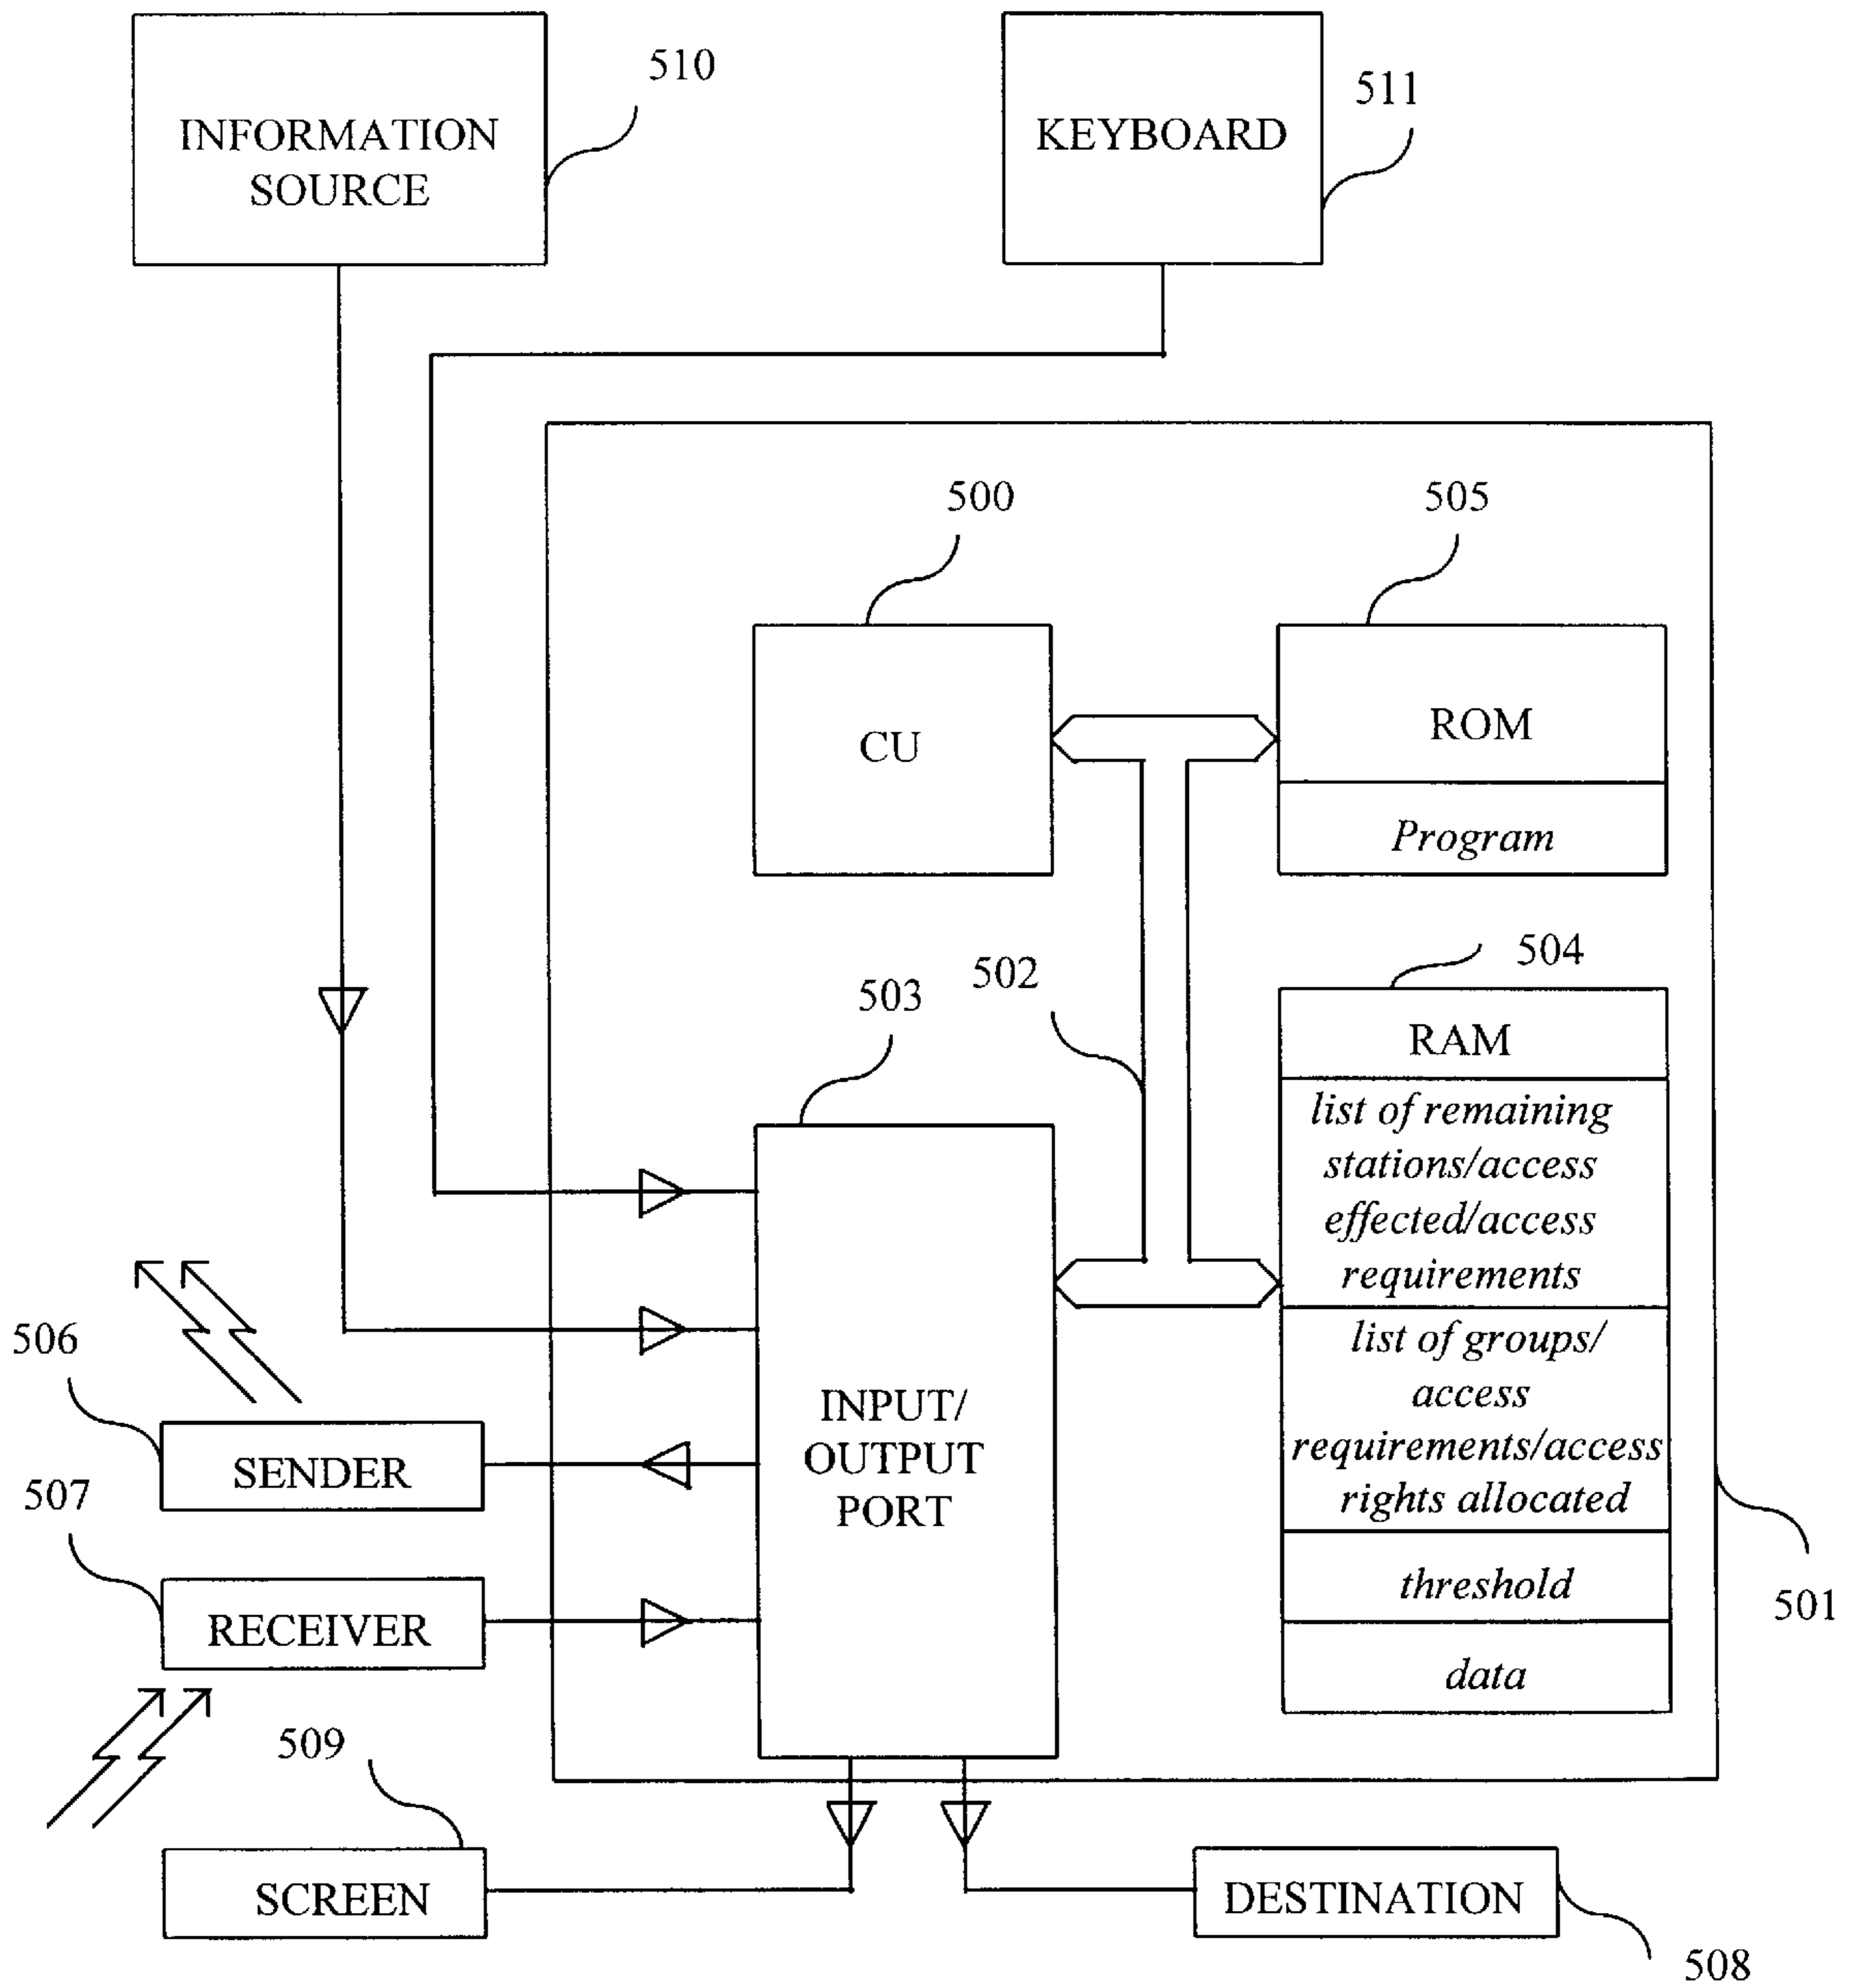 510
INFORMATION
SOURCE
511
KEYBOARD
500
CU
505
ROM
Program
502
503
504
RAM
list of remaining
stations/access
effected/access
requirements
list of groups/
access
requirements/access
rights allocated
threshold
data
501
INPUT/
OUTPUT
PORT
506
SENDER
507
RECEIVER
509
SCREEN
DESTINATION
508